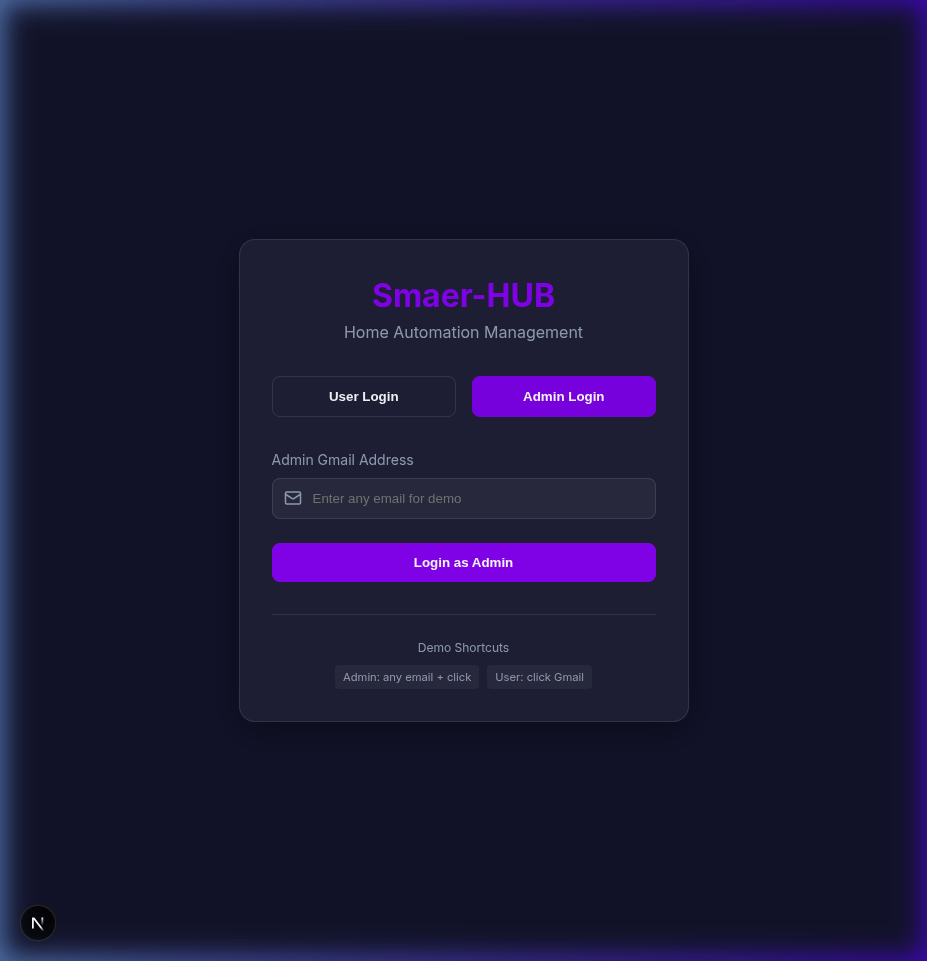 Smaer-HUB
Home Automation Management
User Login
Admin Login
Admin Gmail Address
Enter any email for demo
Login as Admin
Demo Shortcuts
Admin: any email + click
User: click Gmail
N